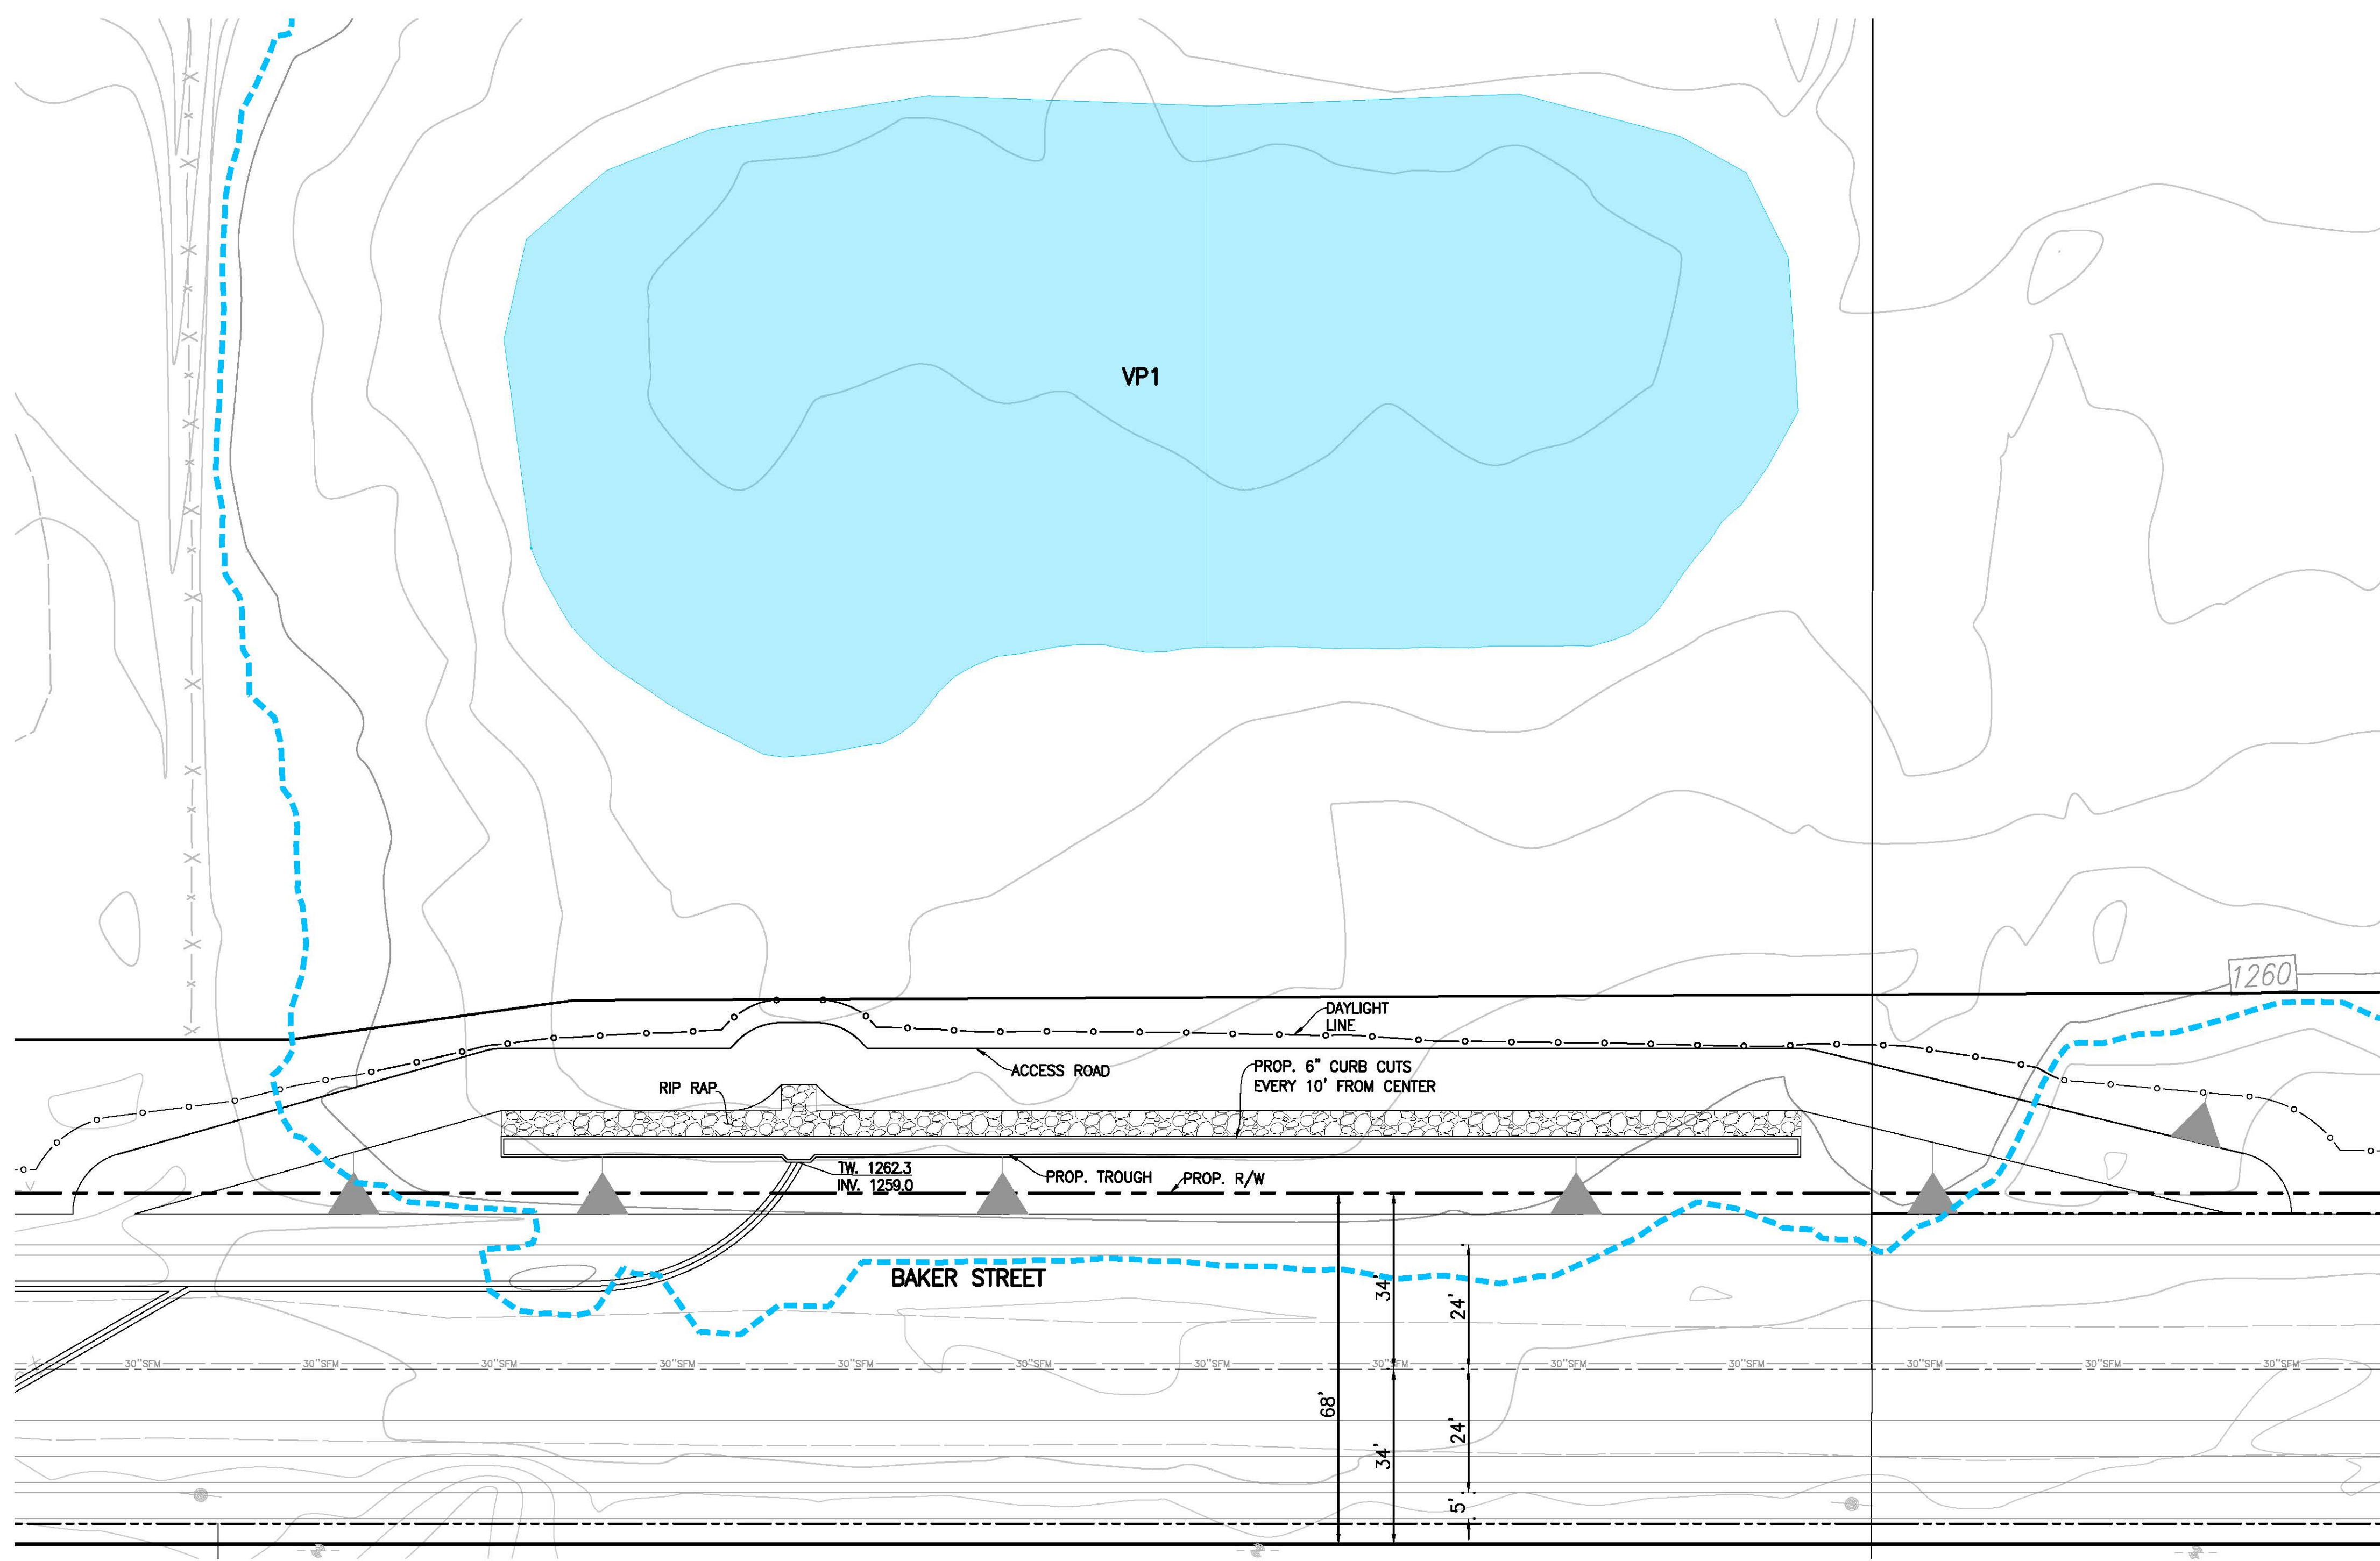 VP1
1260
DAYLIGHT
LINE
ACCESS ROAD
PROP. 6" CURB CUTS
EVERY 10' FROM CENTER
RIP RAP
TW. 1262.3
INV. 1259.0
PROP. TROUGH
PROP. R/W
BAKER STREET
34'
24'
30"SFM 30"SFM 30"SFM 30"SFM 30"SFM 30"SFM 30"SFM 30"SFM 30"SFM 30"SFM 30"SFM 30"SFM 30"SFM
68'
34'
24'
5'